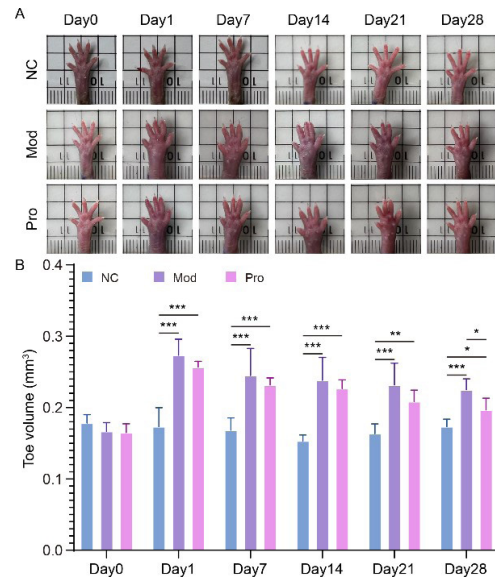 A
Day0 Day1 Day7 Day14 Day21 Day28
NC
Mod
Pro
B
NC Mod Pro
Toe volume (mm³)
0.4
0.3
0.2
0.1
0.0
*** *** *** *** *** *** ** *** * * ***
Day0 Day1 Day7 Day14 Day21 Day28